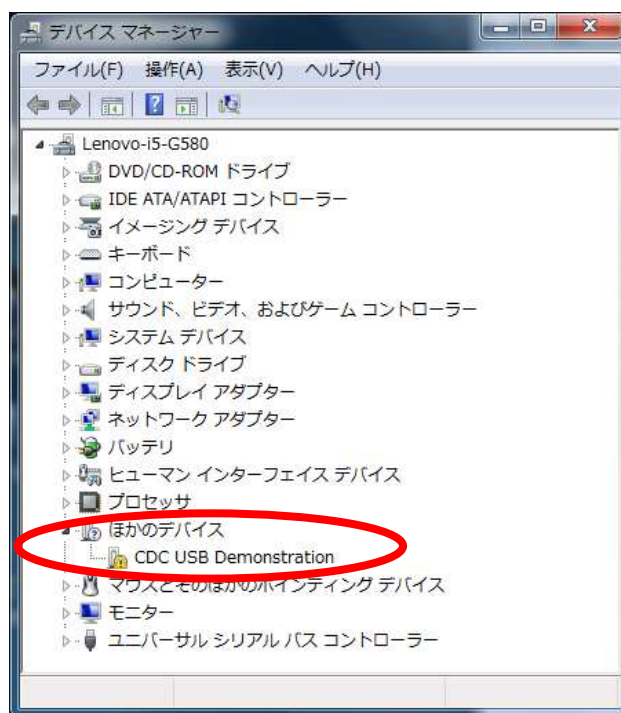 デバイス マネージャー
ファイル(F) 操作(A) 表示(V) ヘルプ(H)
Lenovo-i5-G580
DVD/CD-ROM ドライブ
IDE ATA/ATAPI コントローラー
イメージング デバイス
キーボード
コンピューター
サウンド、ビデオ、およびゲーム コントローラー
システム デバイス
ディスク ドライブ
ディスプレイ アダプター
ネットワーク アダプター
バッテリ
ヒューマン インターフェイス デバイス
プロセッサ
ほかのデバイス
CDC USB Demonstration
マウスとそのほかのポインティング デバイス
モニター
ユニバーサル シリアル バス コントローラー